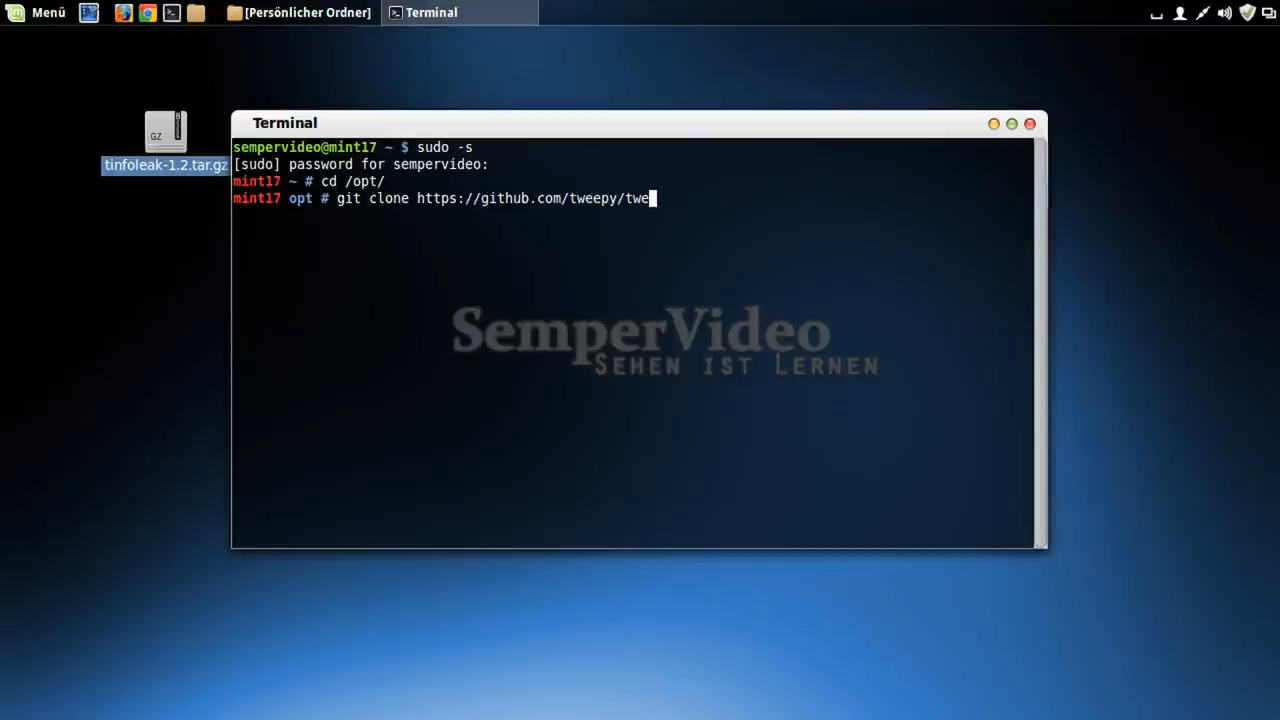 Menü
[Persönlicher Ordner]
Terminal
GZ
tinfoleak-1.2.tar.gz
Terminal
sempervideo@mint17 ~ $ sudo -s
[sudo] password for sempervideo:
mint17 ~ # cd /opt/
mint17 opt # git clone https://github.com/tweepy/twe
SemperVideo
SEHEN IST LERNEN